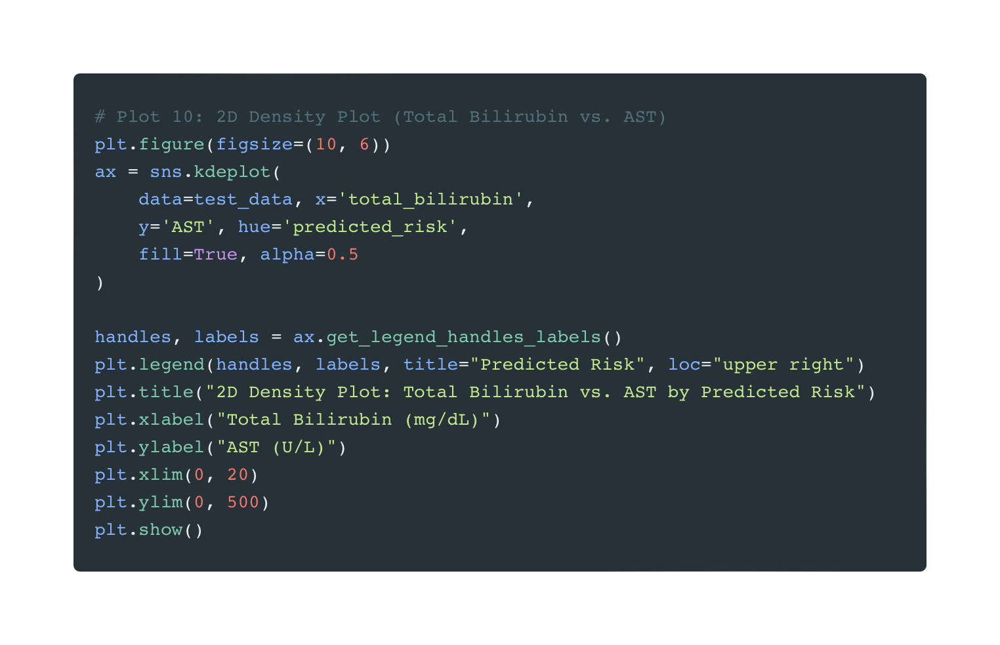 # Plot 10: 2D Density Plot (Total Bilirubin vs. AST)
plt.figure(figsize=(10, 6))
ax = sns.kdeplot(
    data=test_data, x='total_bilirubin',
    y='AST', hue='predicted_risk',
    fill=True, alpha=0.5
)

handles, labels = ax.get_legend_handles_labels()
plt.legend(handles, labels, title="Predicted Risk", loc="upper right")
plt.title("2D Density Plot: Total Bilirubin vs. AST by Predicted Risk")
plt.xlabel("Total Bilirubin (mg/dL)")
plt.ylabel("AST (U/L)")
plt.xlim(0, 20)
plt.ylim(0, 500)
plt.show()